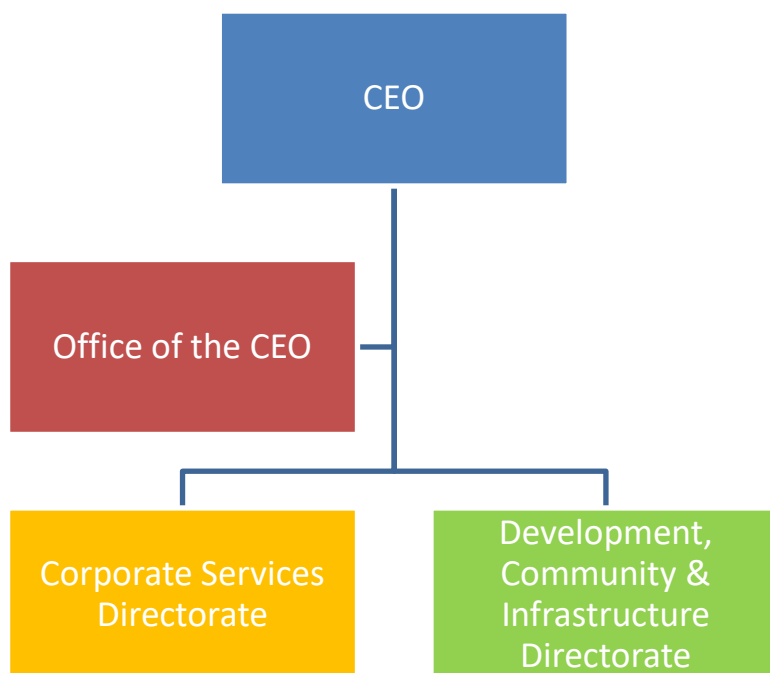 CEO
Office of the CEO
Corporate Services
Directorate
Development,
Community &
Infrastructure
Directorate